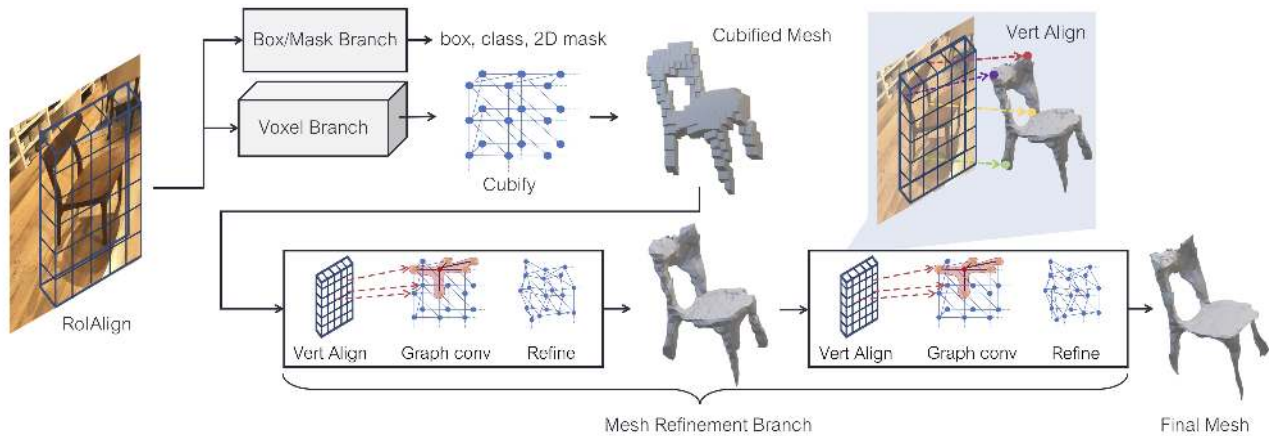 Box/Mask Branch
box, class, 2D mask
Cubified Mesh
Vert Align
Voxel Branch
Cubify
RoIAlign
Vert Align
Graph conv
Refine
Vert Align
Graph conv
Refine
Mesh Refinement Branch
Final Mesh